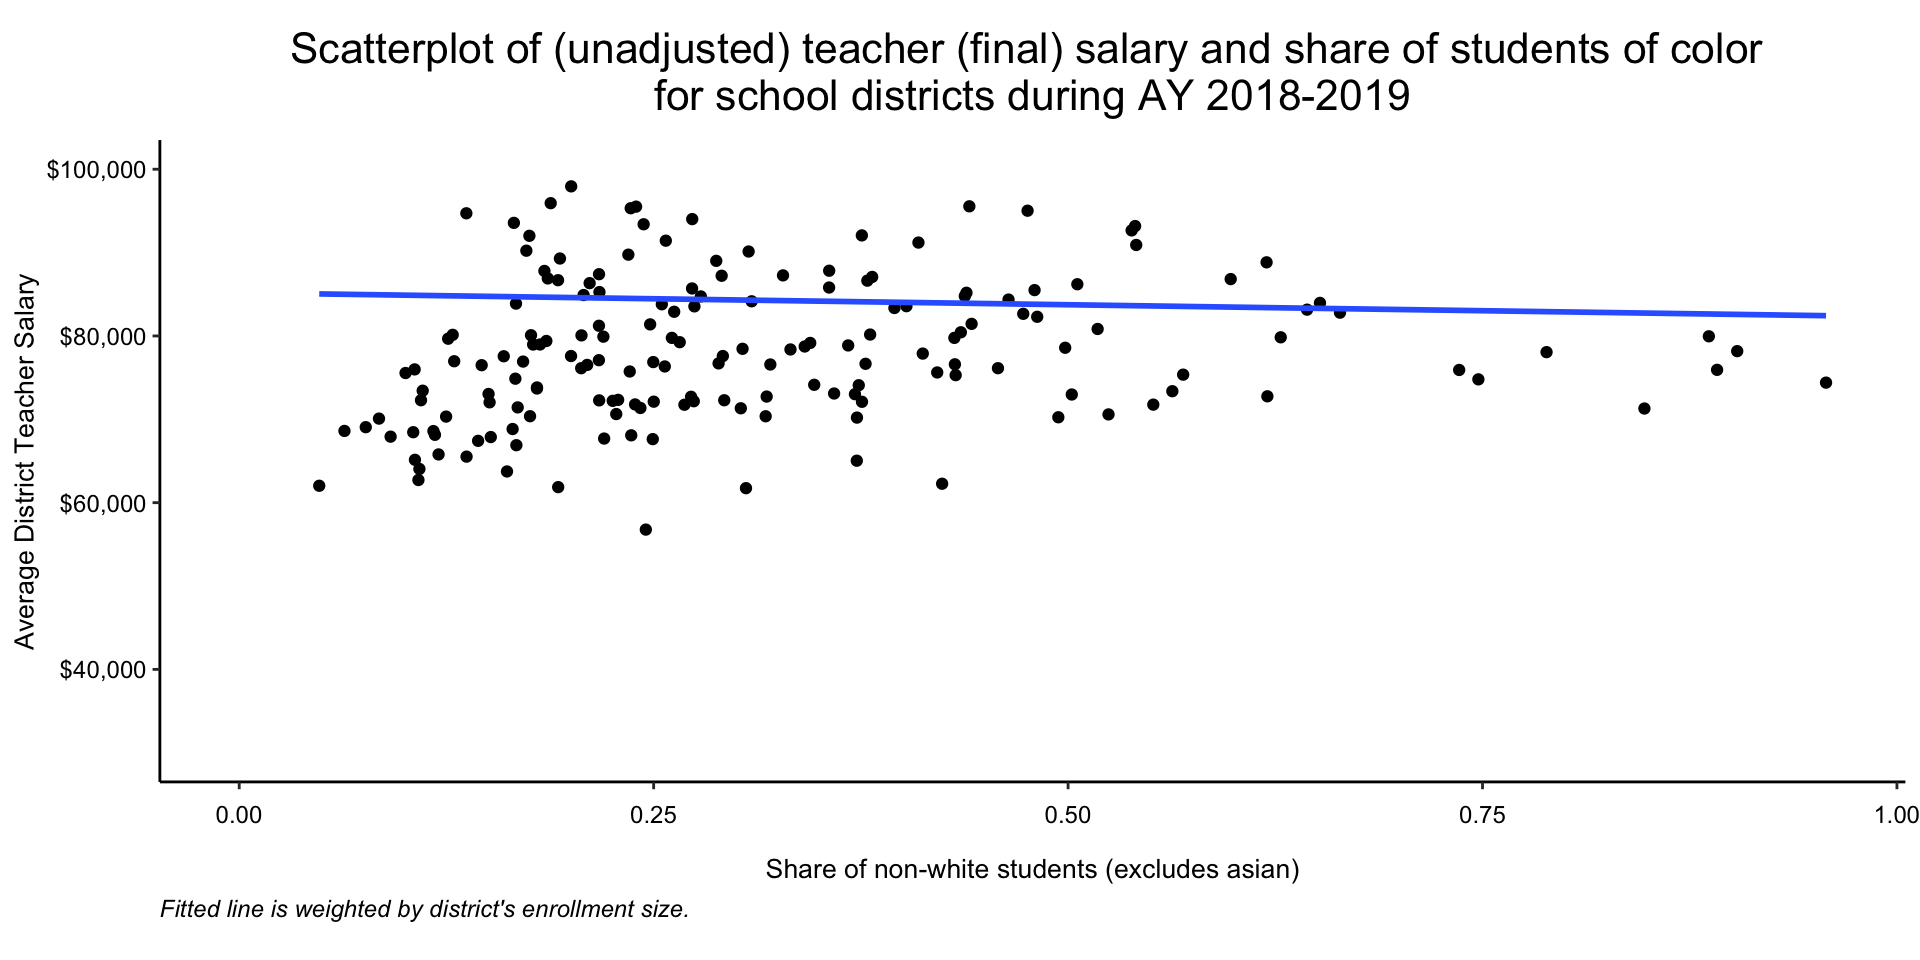 Scatterplot of (unadjusted) teacher (final) salary and share of students of color
for school districts during AY 2018-2019
Average District Teacher Salary
$100,000
$80,000
$60,000
$40,000
0.00
0.25
0.50
0.75
1.00
Share of non-white students (excludes asian)
Fitted line is weighted by district's enrollment size.